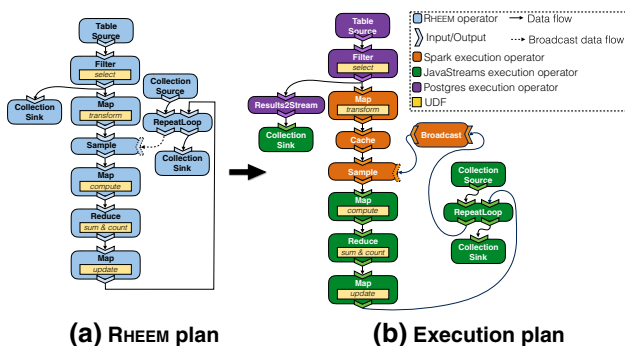 Table
Source
Filter
select
Collection
Sink
Map
transform
Collection
Source
RepeatLoop
Sample
Collection
Sink
Map
compute
Reduce
sum & count
Map
update
(a) RHEEM plan
Table
Source
Filter
select
Results2Stream
Collection
Sink
Map
transform
Cache
Broadcast
Sample
Map
compute
Collection
Source
RepeatLoop
Collection
Sink
Reduce
sum & count
Map
update
(b) Execution plan
RHEEM operator
Data flow
Input/Output
Broadcast data flow
Spark execution operator
JavaStreams execution operator
Postgres execution operator
UDF